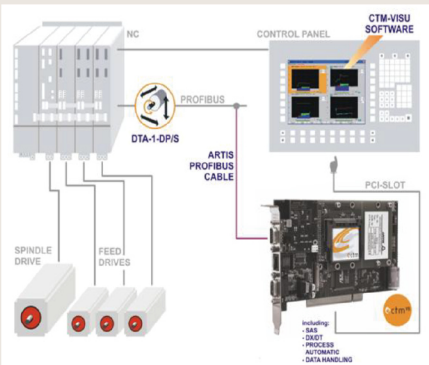 NC
CONTROL PANEL
CTM-VISU
SOFTWARE
PROFIBUS
DTA-1-DP/S
ARTIS
PROFIBUS
CABLE
PCI-SLOT
SPINDLE
DRIVE
FEED
DRIVES
ctm
Including:
- SAS
- DX/DT
- PROCESS
AUTOMATIC
- DATA HANDLING